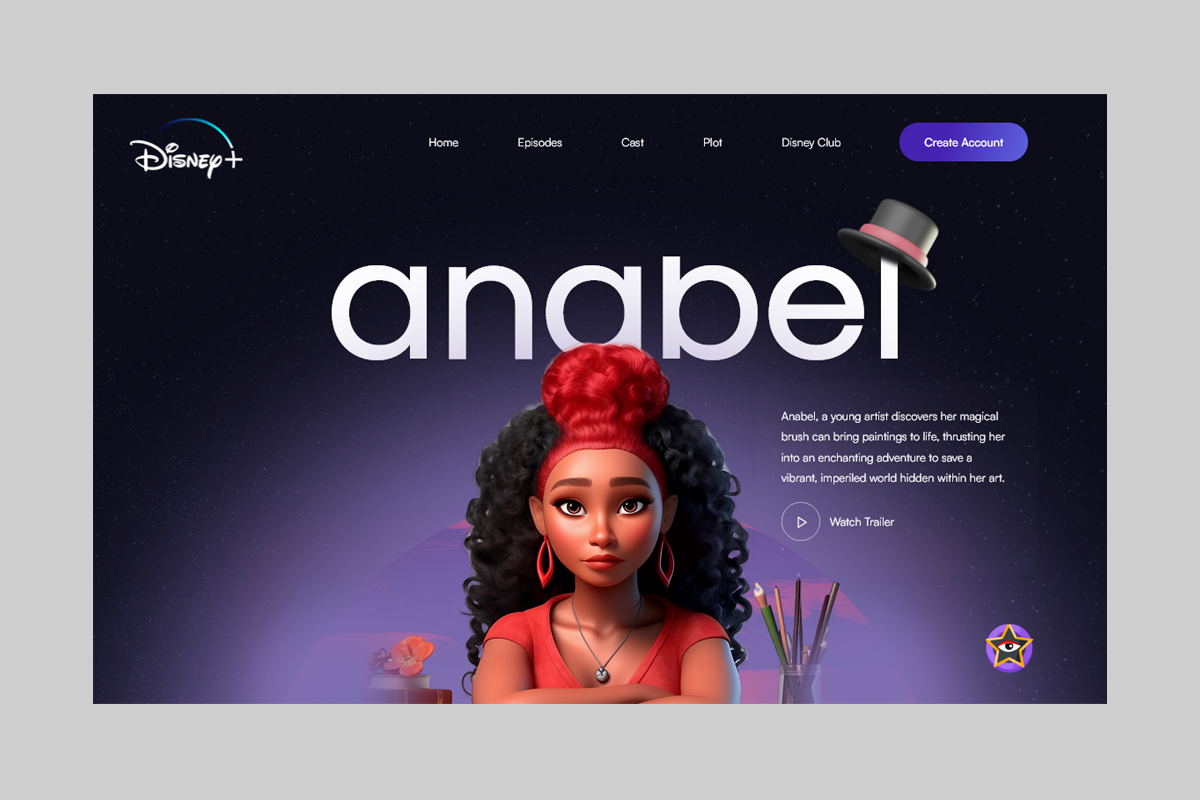 Disney+
Home
Episodes
Cast
Plot
Disney Club
Create Account
anabel
Anabel, a young artist discovers her magical
brush can bring paintings to life, thrusting her
into an enchanting adventure to save a
vibrant, imperiled world hidden within her art.
Watch Trailer